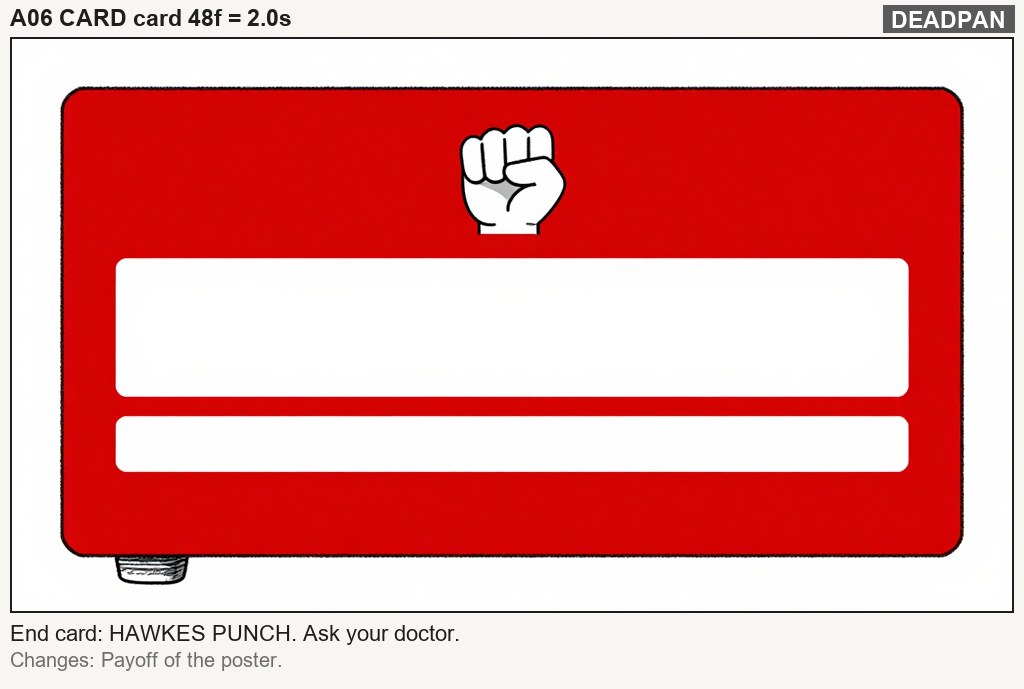 A06 CARD card 48f = 2.0s
DEADPAN
End card: HAWKES PUNCH. Ask your doctor.
Changes: Payoff of the poster.